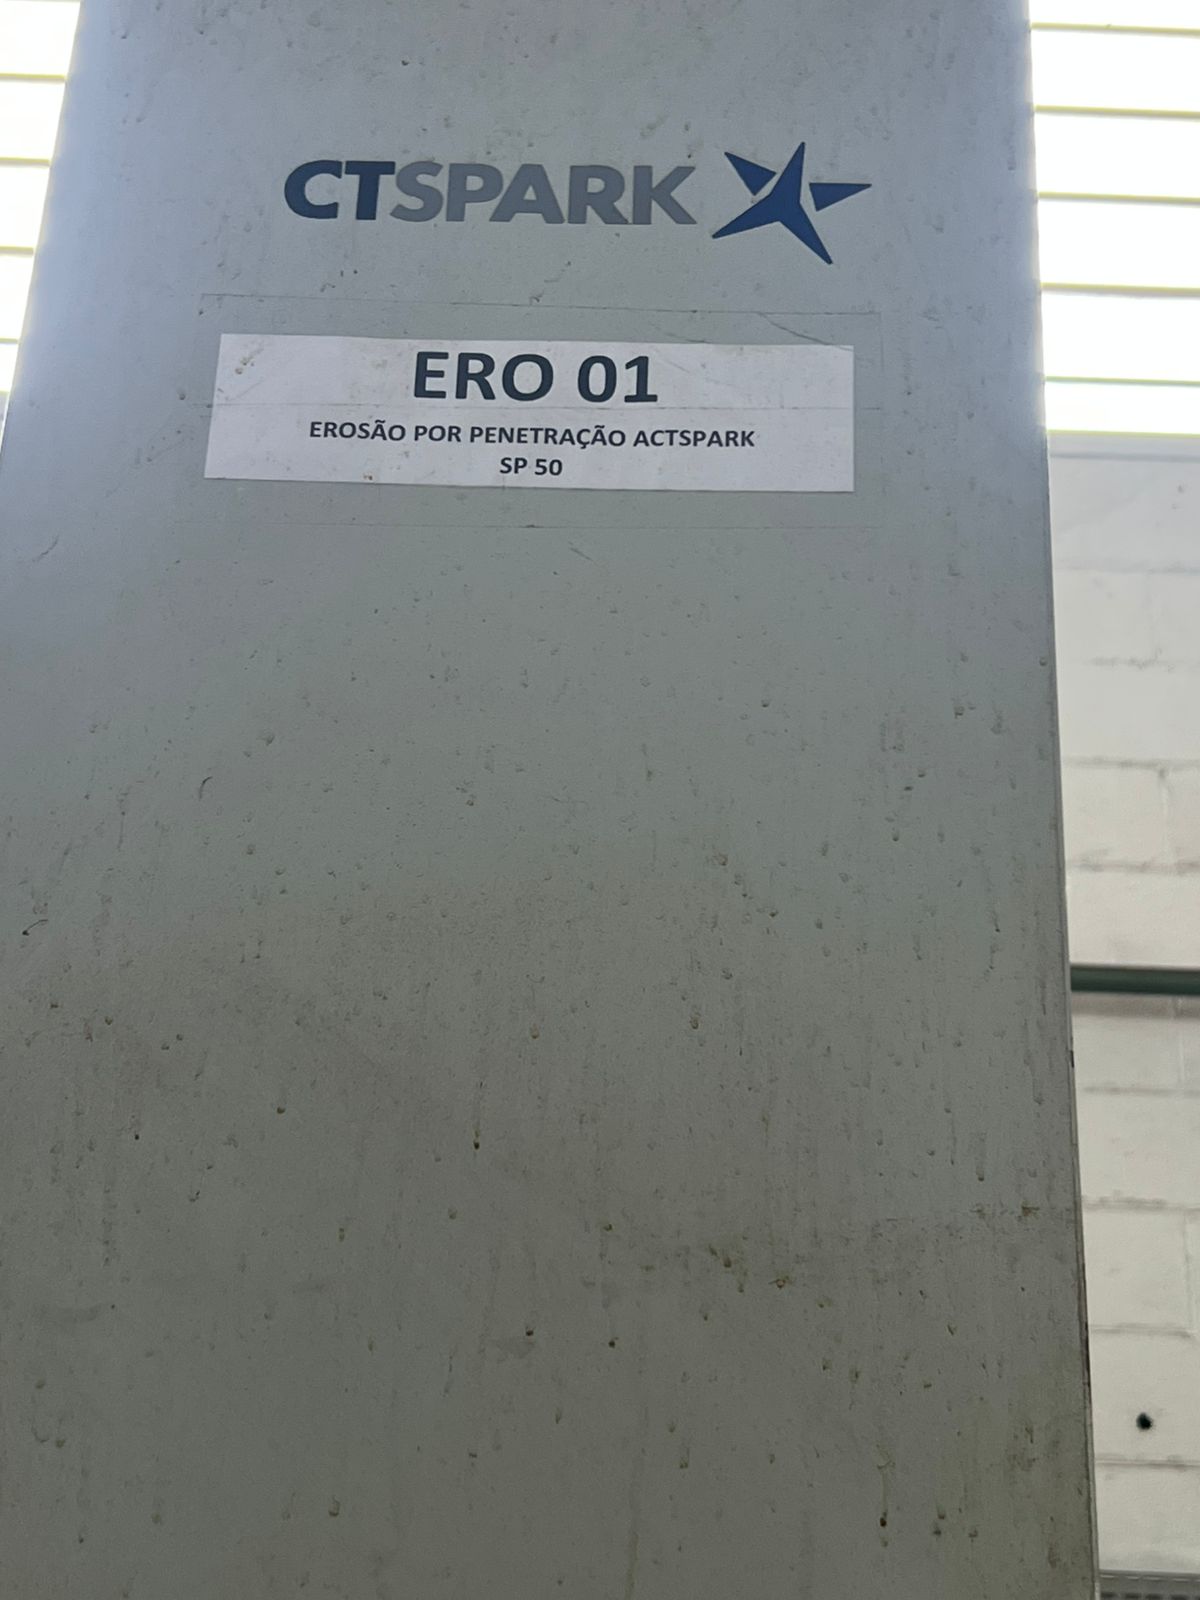 CTSPARK
ERO 01
EROSÃO POR PENETRAÇÃO ACTSPARK
SP 50